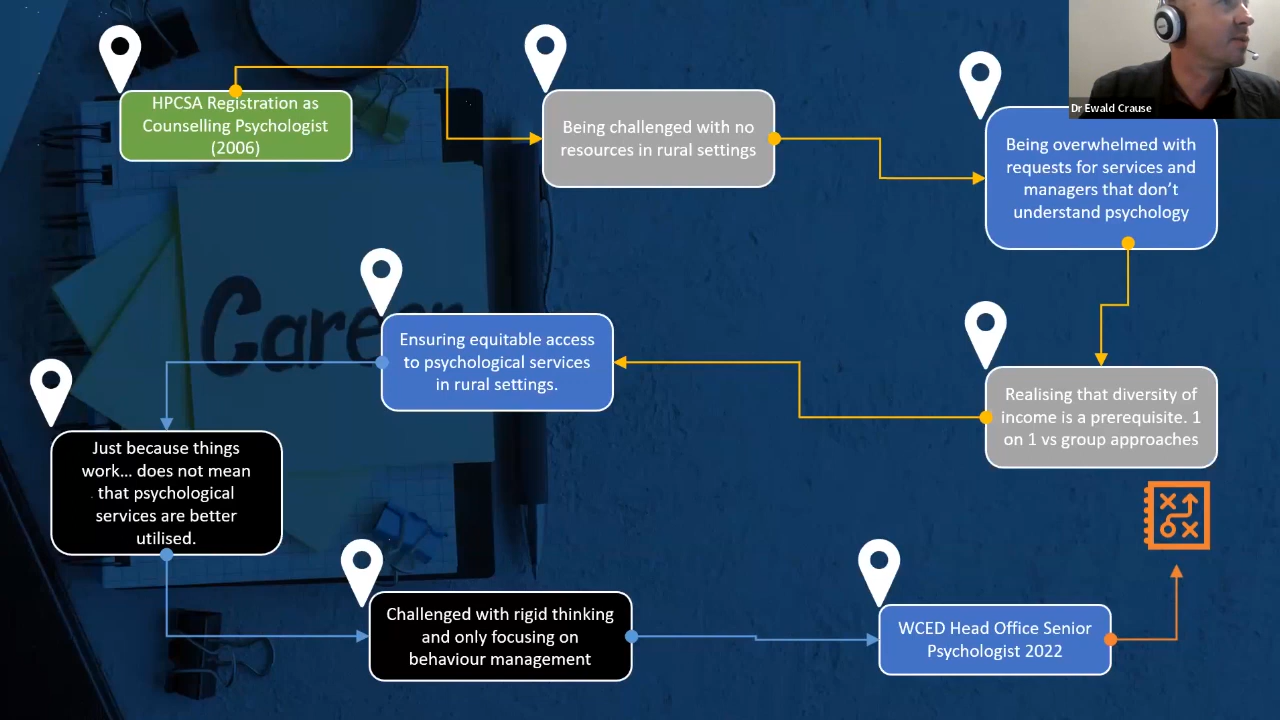 HPCSA Registration as
Counselling Psychologist
(2006)
Being challenged with no
resources in rural settings
Dr Ewald Crause
Being overwhelmed with
requests for services and
managers that don't
understand psychology
Realising that diversity of
income is a prerequisite. 1
on 1 vs group approaches
Career
Ensuring equitable access
to psychological services
in rural settings.
Just because things
work... does not mean
that psychological
services are better
utilised.
Challenged with rigid thinking
and only focusing on
behaviour management
WCED Head Office Senior
Psychologist 2022